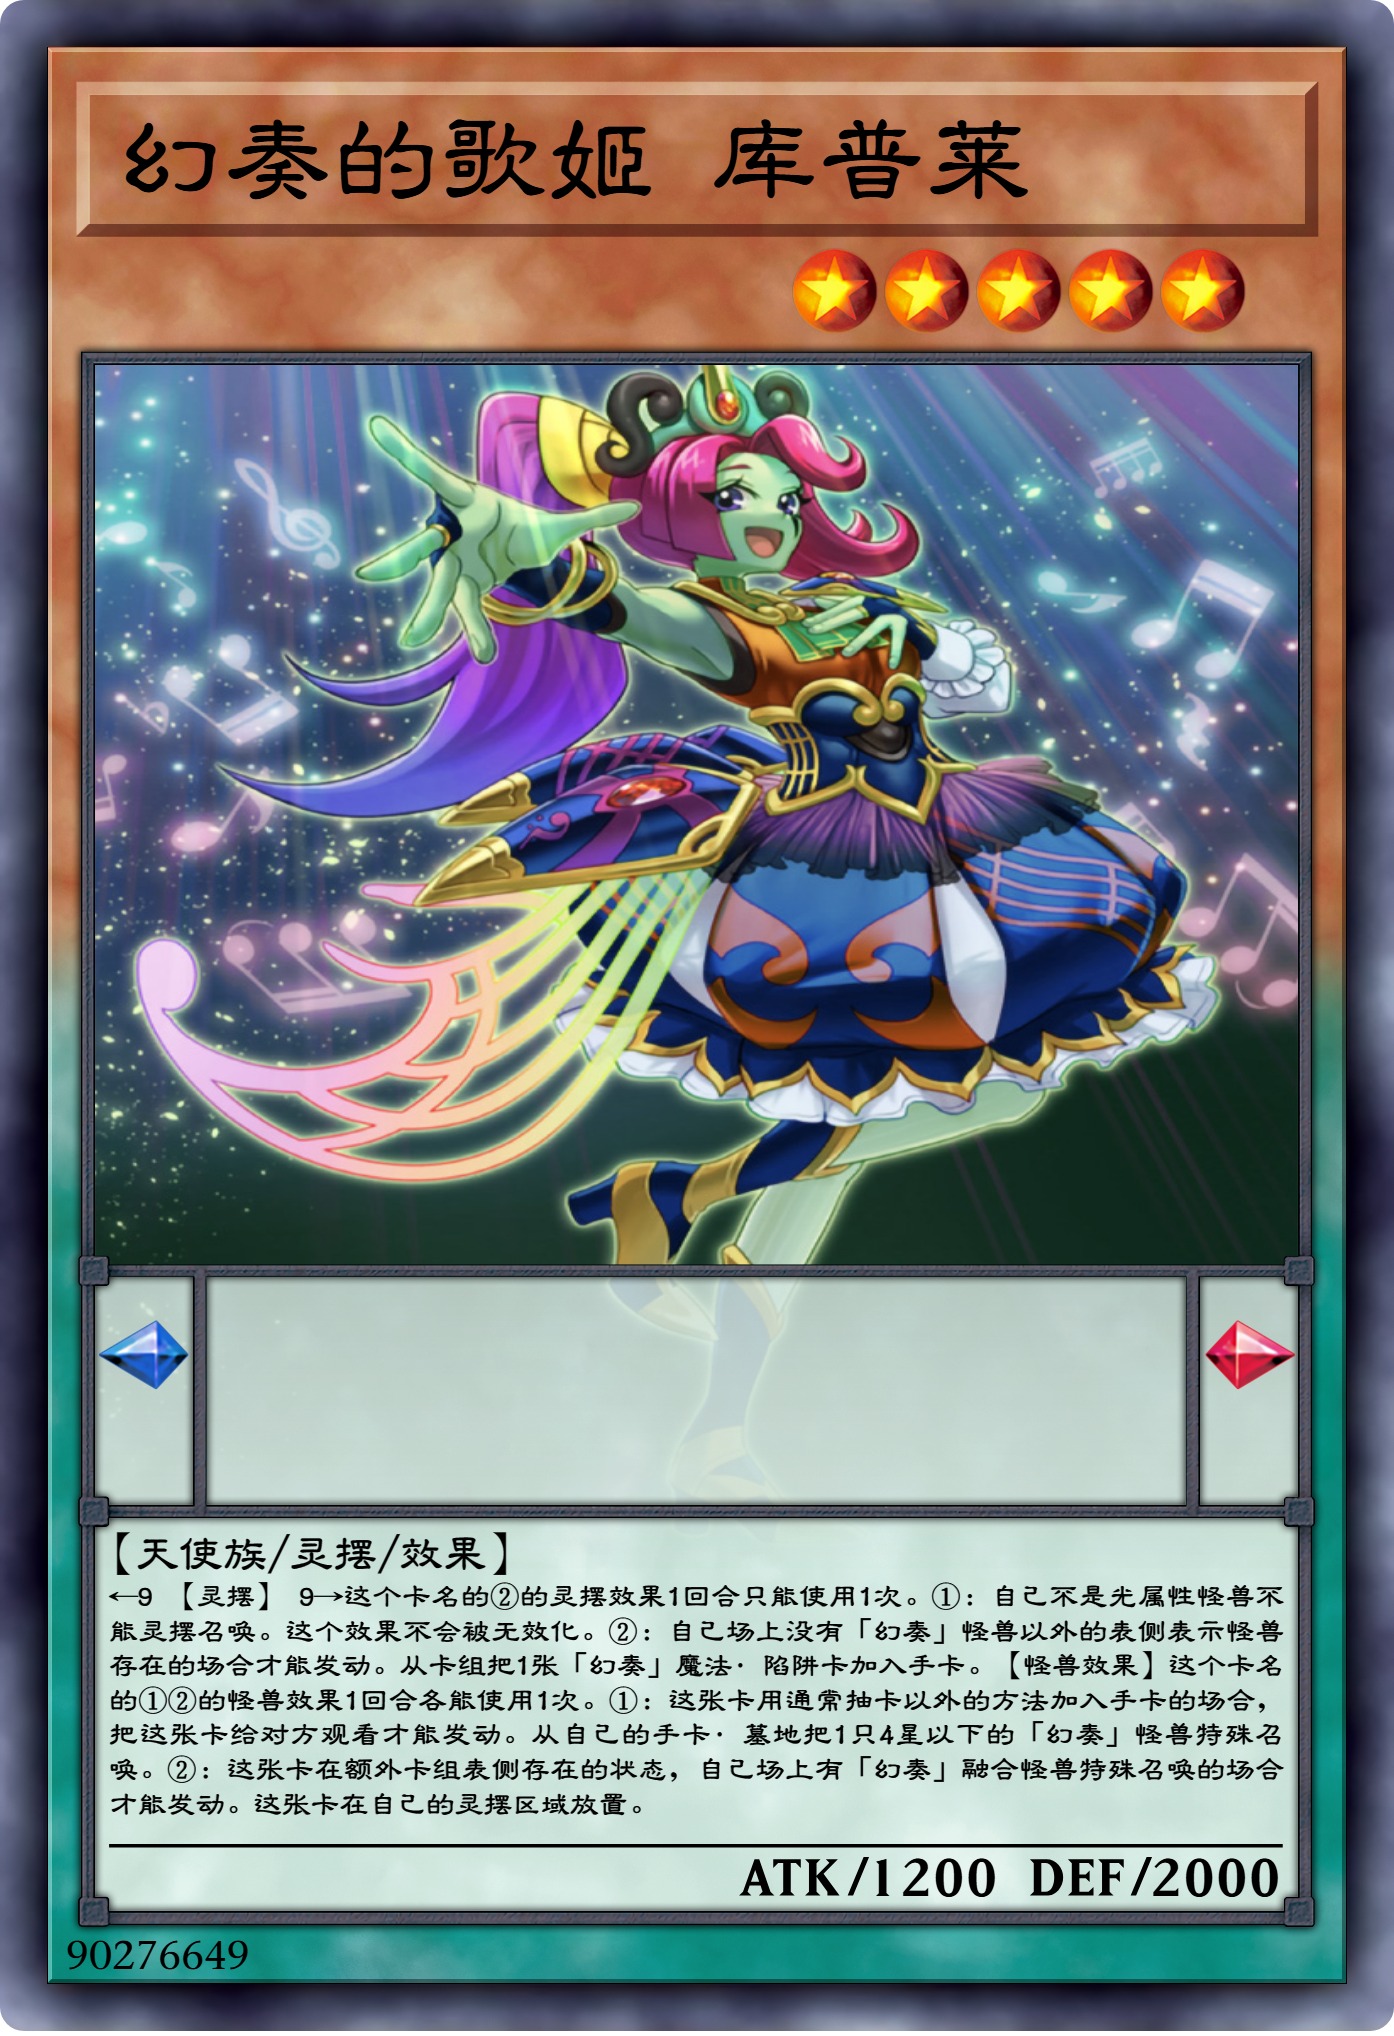 幻奏的歌姬 库普莱
【天使族/灵摆/效果】
←9 【灵摆】 9→这个卡名的②的灵摆效果1回合只能使用1次。①：自己不是光属性怪兽不
能灵摆召唤。这个效果不会被无效化。②：自己场上没有「幻奏」怪兽以外的表侧表示怪兽
存在的场合才能发动。从卡组把1张「幻奏」魔法·陷阱卡加入手卡。【怪兽效果】这个卡名
的①②的怪兽效果1回合各能使用1次。①：这张卡用通常抽卡以外的方法加入手卡的场合，
把这张卡给对方观看才能发动。从自己的手卡·墓地把1只4星以下的「幻奏」怪兽特殊召
唤。②：这张卡在额外卡组表侧存在的状态，自己场上有「幻奏」融合怪兽特殊召唤的场合
才能发动。这张卡在自己的灵摆区域放置。
ATK/1200 DEF/2000
90276649